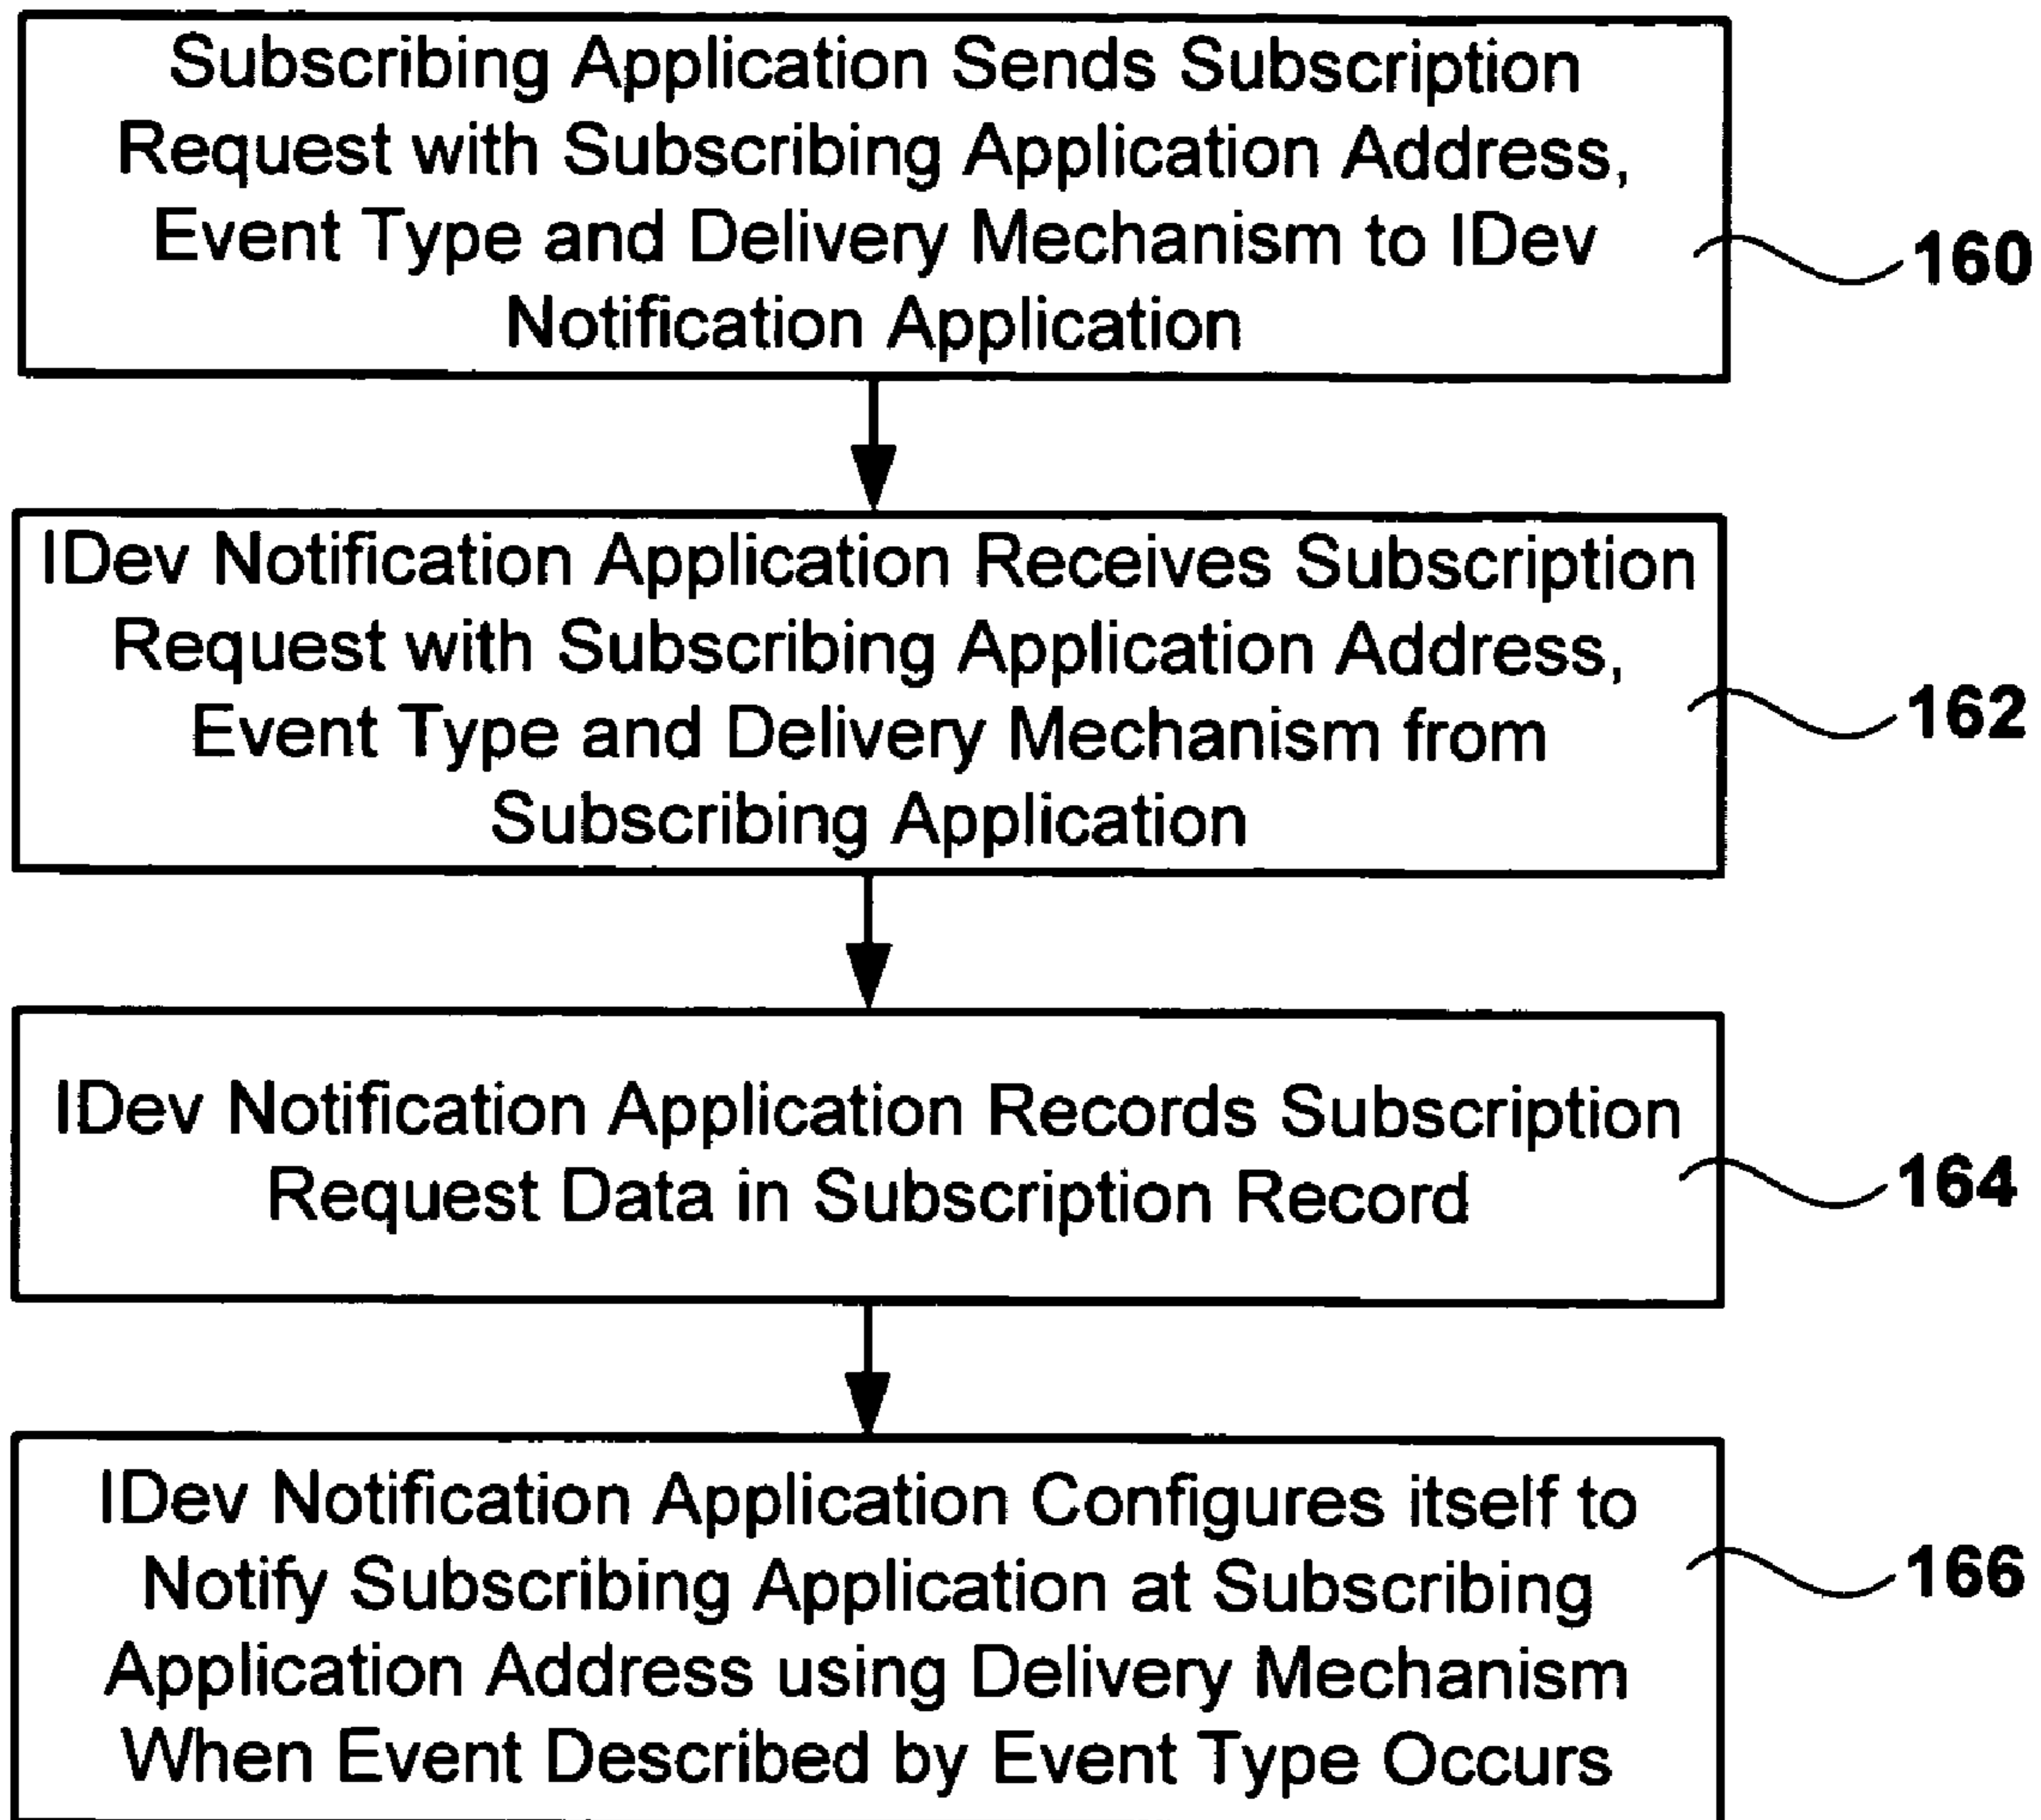 Subscribing Application Sends Subscription
Request with Subscribing Application Address,
Event Type and Delivery Mechanism to IDev
Notification Application
160
IDev Notification Application Receives Subscription
Request with Subscribing Application Address,
Event Type and Delivery Mechanism from
Subscribing Application
162
IDev Notification Application Records Subscription
Request Data in Subscription Record
164
IDev Notification Application Configures itself to
Notify Subscribing Application at Subscribing
Application Address using Delivery Mechanism
When Event Described by Event Type Occurs
166